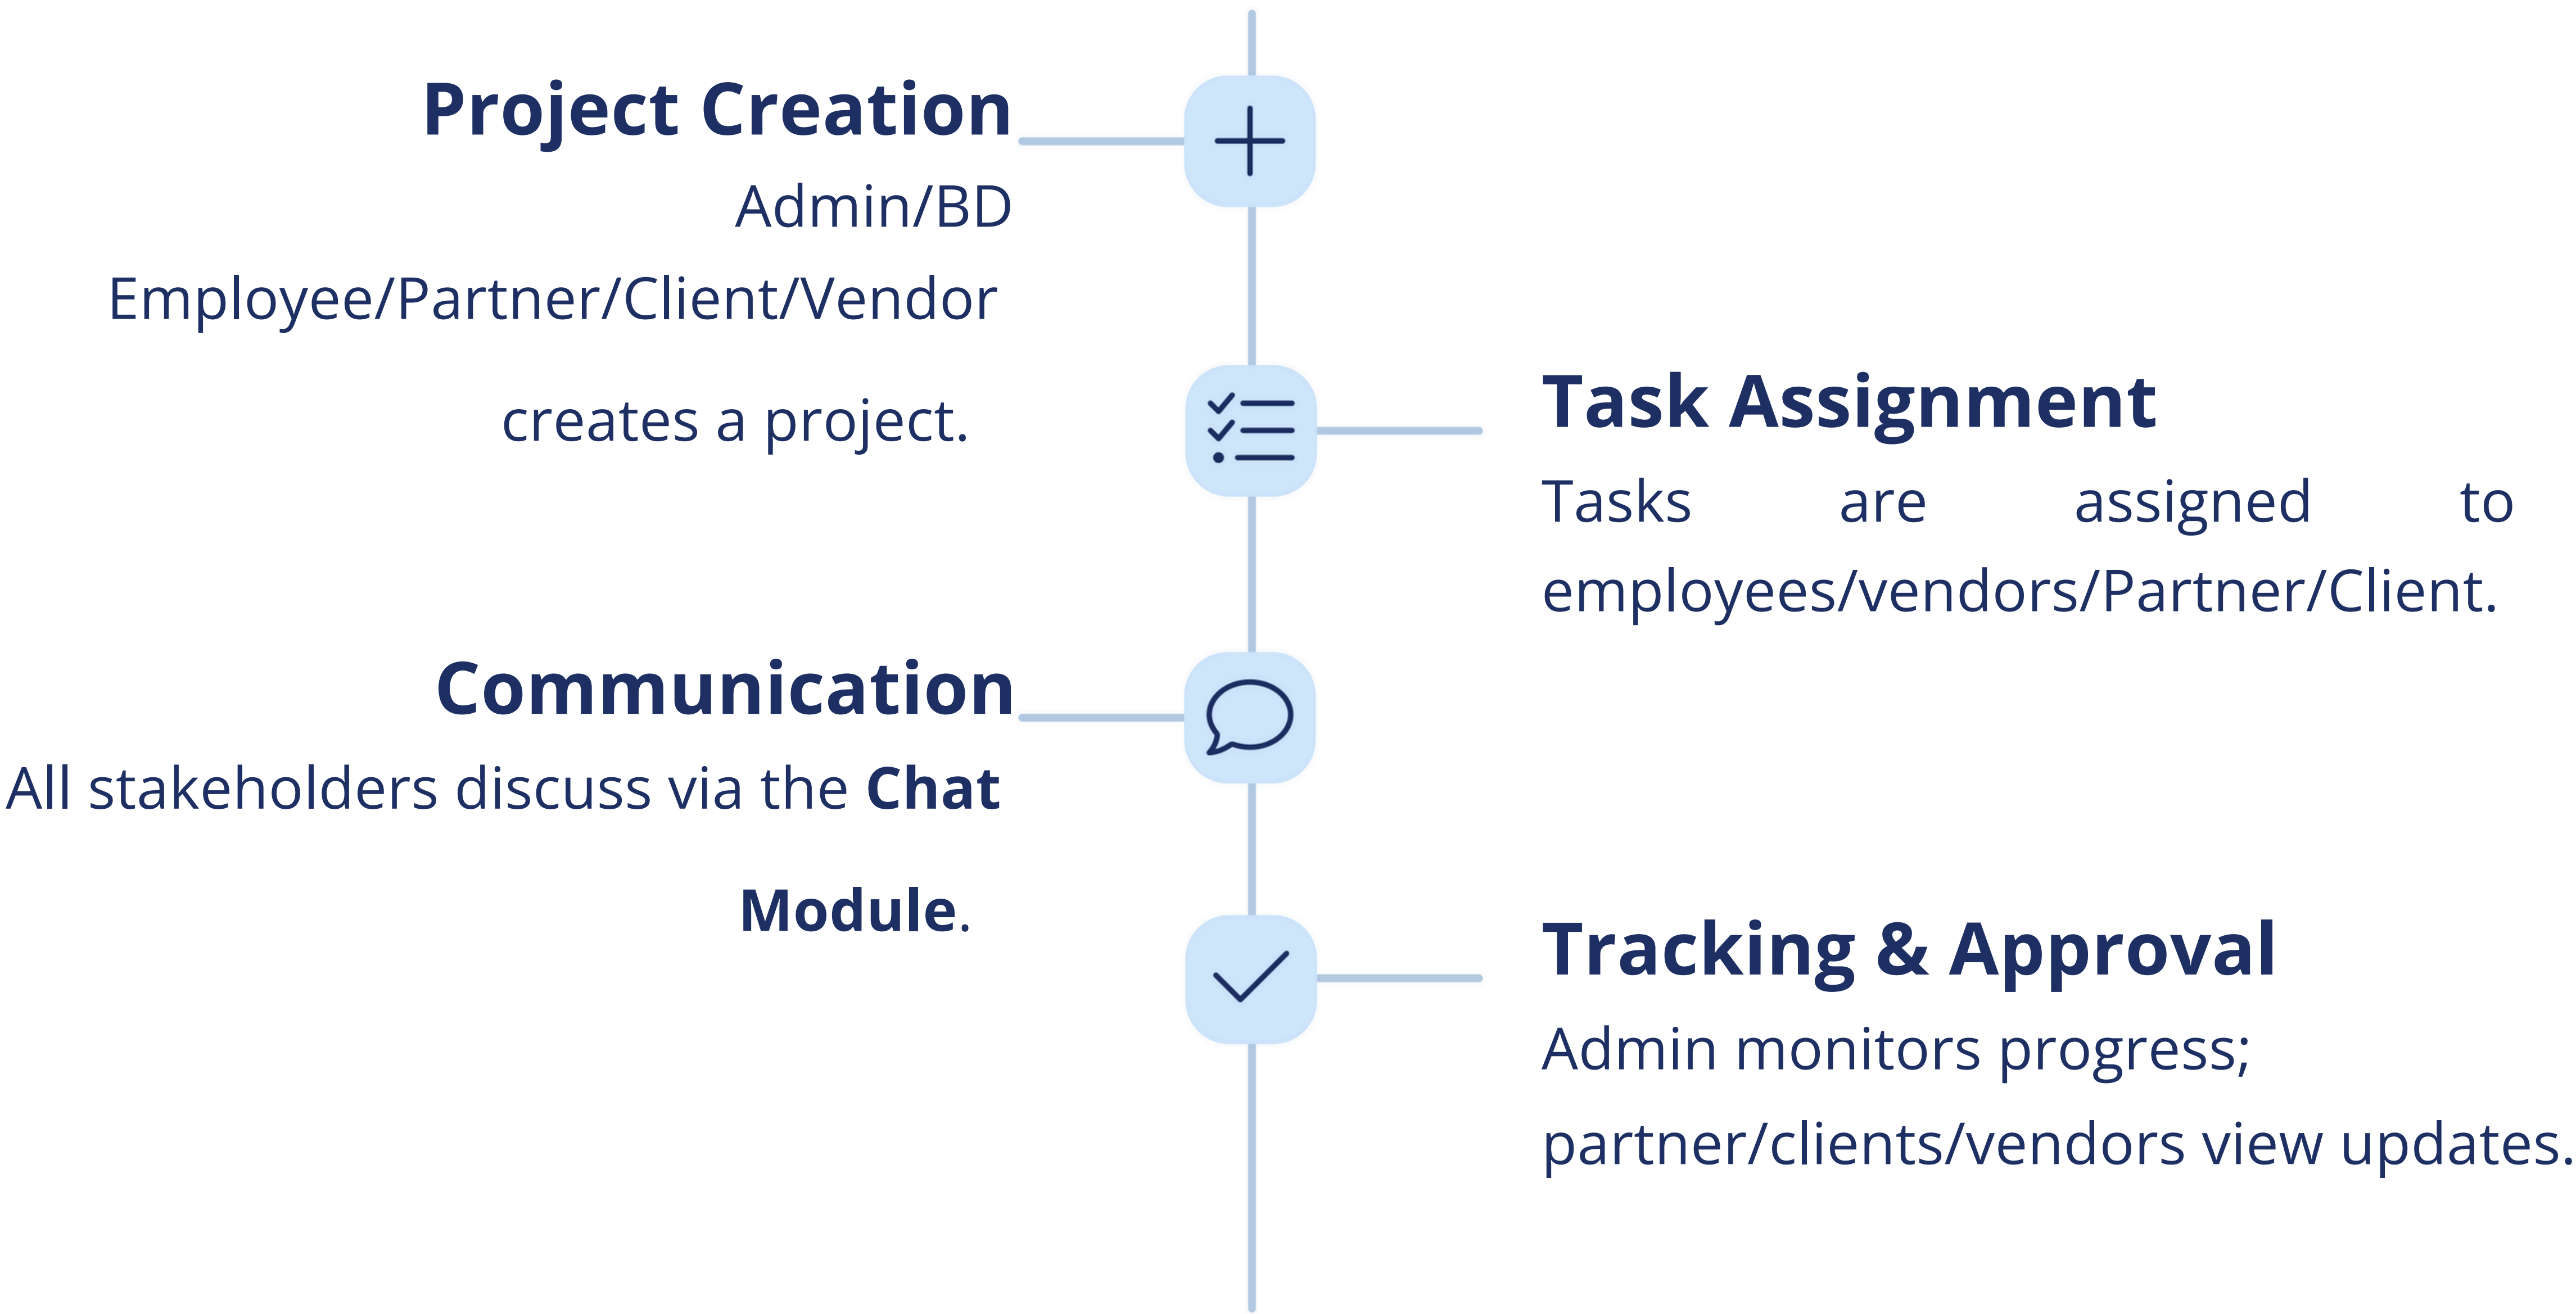 Project Creation
Admin/BD
Employee/Partner/Client/Vendor
creates a project.
Task Assignment
Tasks are assigned to
employees/vendors/Partner/Client.
Communication
All stakeholders discuss via the Chat
Module.
Tracking & Approval
Admin monitors progress;
partner/clients/vendors view updates.